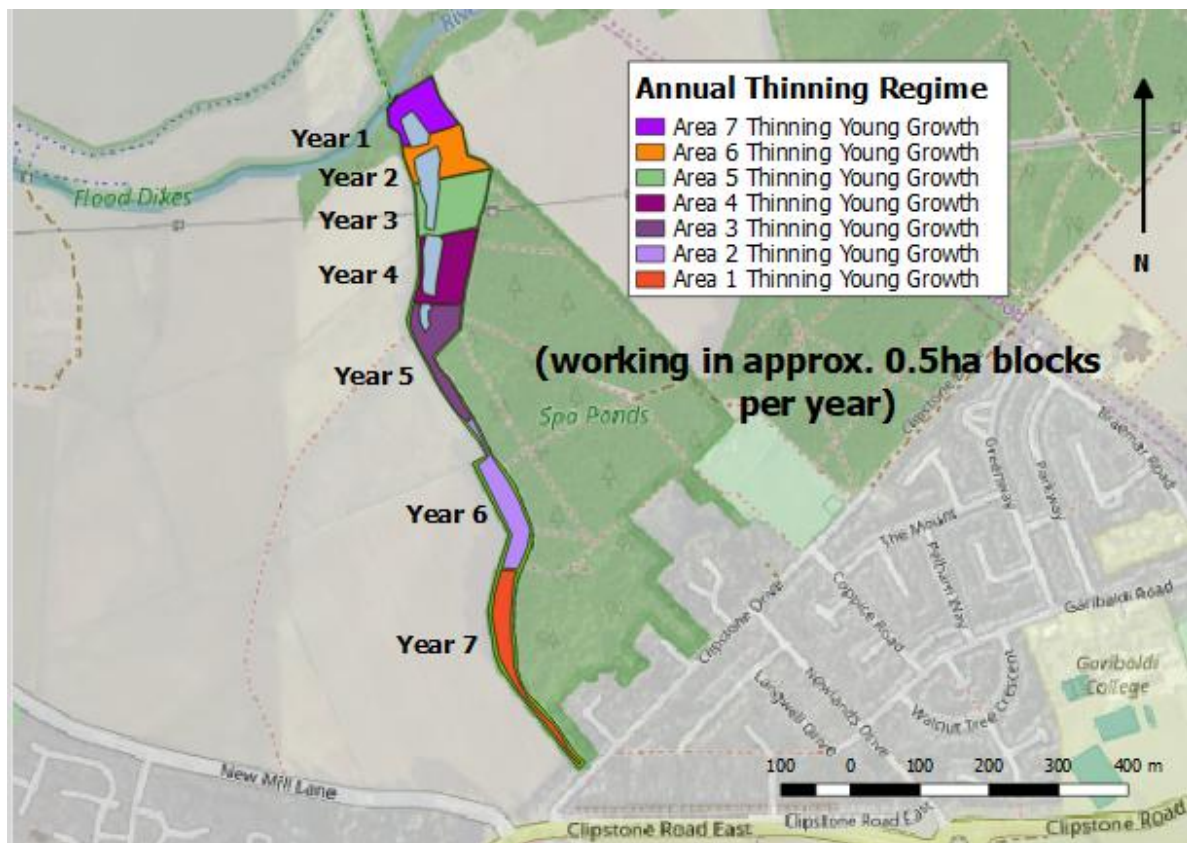 River
Annual Thinning Regime
Area 7 Thinning Young Growth
Area 6 Thinning Young Growth
Area 5 Thinning Young Growth
Area 4 Thinning Young Growth
Area 3 Thinning Young Growth
Area 2 Thinning Young Growth
Area 1 Thinning Young Growth
N
Year 1
Year 2
Year 3
Year 4
Year 5
Year 6
Year 7
Flood Dikes
(working in approx. 0.5ha blocks
per year)
Spa Ponds
Clipstone
Braemar Road
Greenway
Parkway
The Mount
Pelham Way
Coppice Road
Garibaldi Road
Clipstone Drive
Garibaldi
College
Newlands Drive
Langwell Drive
Walnut Tree Crescent
New Mill Lane
100 0 100 200 300 400 m
Clipstone Road East
Clipstone Road East
Clipstone Road